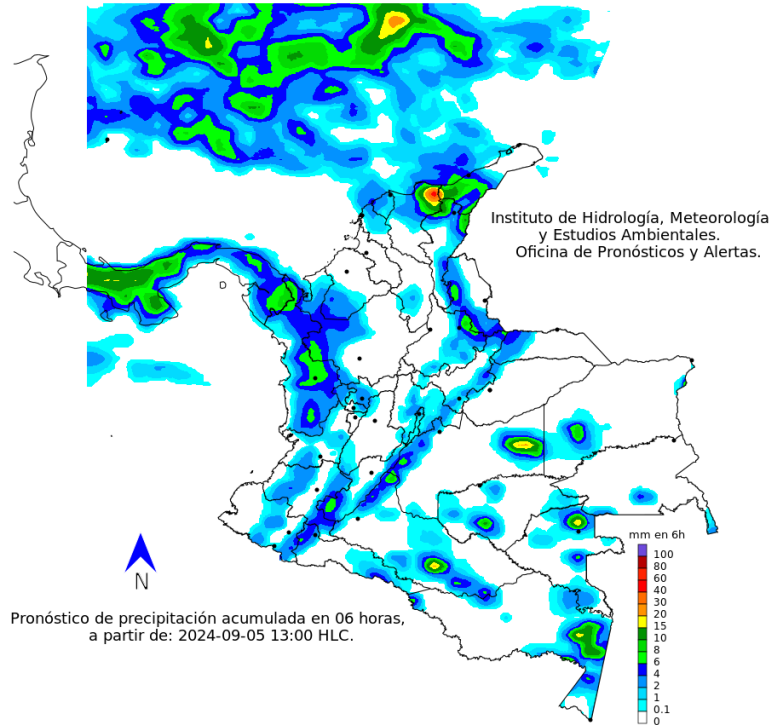 Instituto de Hidrología, Meteorología
y Estudios Ambientales.
Oficina de Pronósticos y Alertas.
mm en 6h
100
80
60
40
30
20
15
10
8
6
4
2
1
0.1
0
N
Pronóstico de precipitación acumulada en 06 horas,
a partir de: 2024-09-05 13:00 HLC.